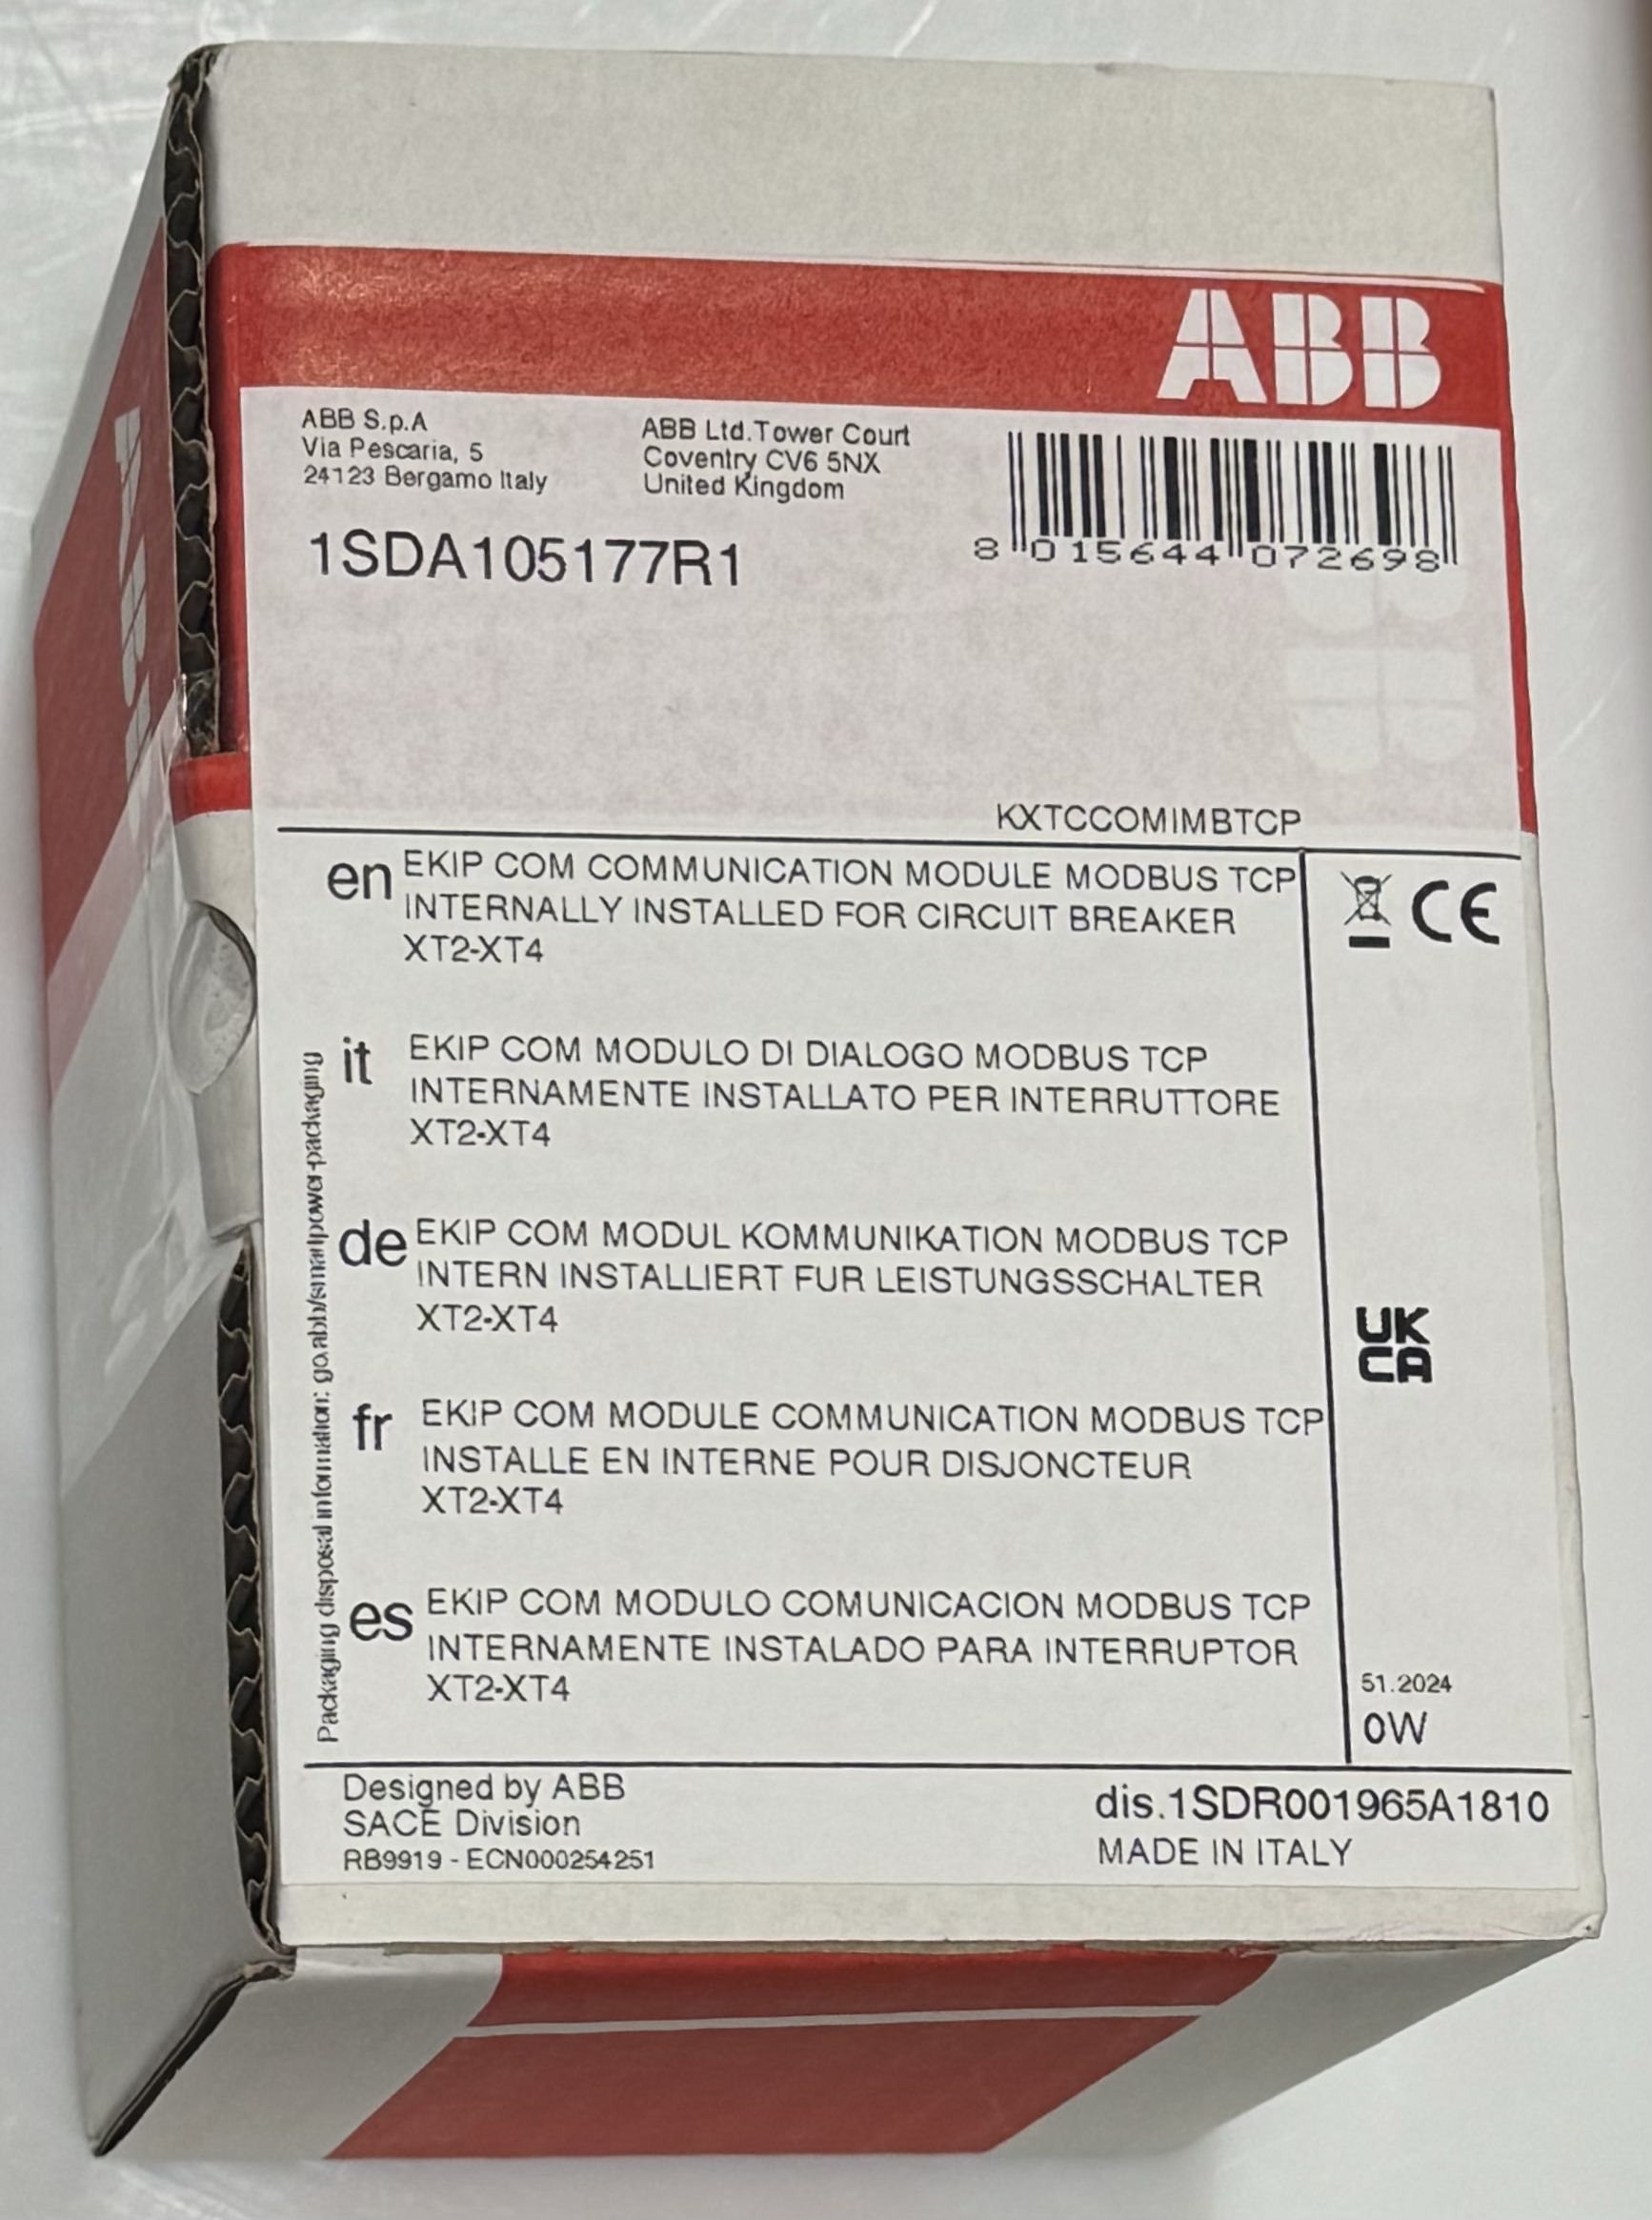 ABB
ABB S.p.A
Via Pescaria, 5
24123 Bergamo Italy
ABB Ltd.Tower Court
Coventry CV6 5NX
United Kingdom
8 015644 072698
1SDA105177R1
KXTCCOMIMBTCP
en EKIP COM COMMUNICATION MODULE MODBUS TCP
INTERNALLY INSTALLED FOR CIRCUIT BREAKER
XT2-XT4
CE
it EKIP COM MODULO DI DIALOGO MODBUS TCP
INTERNAMENTE INSTALLATO PER INTERRUTTORE
XT2-XT4
de EKIP COM MODUL KOMMUNIKATION MODBUS TCP
INTERN INSTALLIERT FUR LEISTUNGSSCHALTER
XT2-XT4
UK
CA
fr EKIP COM MODULE COMMUNICATION MODBUS TCP
INSTALLE EN INTERNE POUR DISJONCTEUR
XT2-XT4
es EKIP COM MODULO COMUNICACION MODBUS TCP
INTERNAMENTE INSTALADO PARA INTERRUPTOR
XT2-XT4
51.2024
0W
Packaging disposal information: go.abb/smartpower-packaging
Designed by ABB
SACE Division
RB9919 - ECN000254251
dis.1SDR001965A1810
MADE IN ITALY